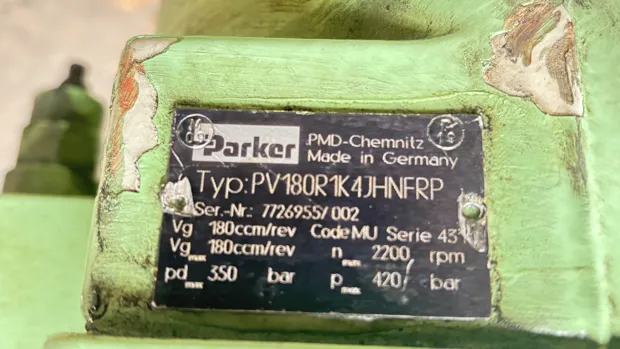 Parker PMD-Chemnitz
Made in Germany
Typ: PV180R1K4JHNFRP
Ser.-Nr.: 7726955/002
Vg 180ccm/rev Code MU Serie 43
Vg max 180ccm/rev n max 2200 rpm
pd max 350 bar p max 420 bar